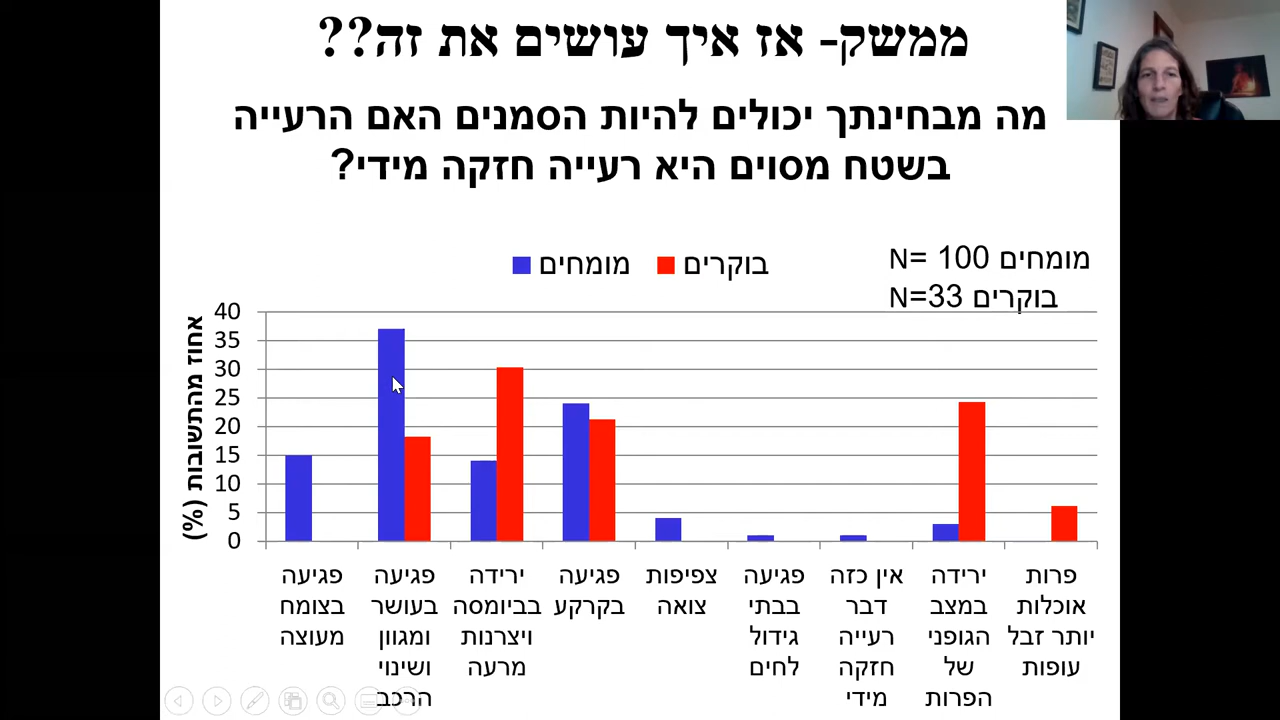 ממשק- אז איך עושים את זה??
מה מבחינתך יכולים להיות הסמנים האם הרעייה
בשטח מסוים היא רעייה חזקה מידי?
מומחים
בוקרים
N= 100 מומחים
N=33 בוקרים
אחוז מהתשובות (%)
40
35
30
25
20
15
10
5
0
פגיעה
בצומח
מעוצה
פגיעה
בעושר
ומגוון
ושינוי
הרכב
ירידה
בביומסה
ויצרנות
מרעה
פגיעה
בקרקע
צפיפות
צואה
פגיעה
בבתי
גידול
לחים
אין כזה
דבר
רעייה
חזקה
מידי
ירידה
במצב
הגופני
של
הפרות
פרות
אוכלות
יותר זבל
עופות